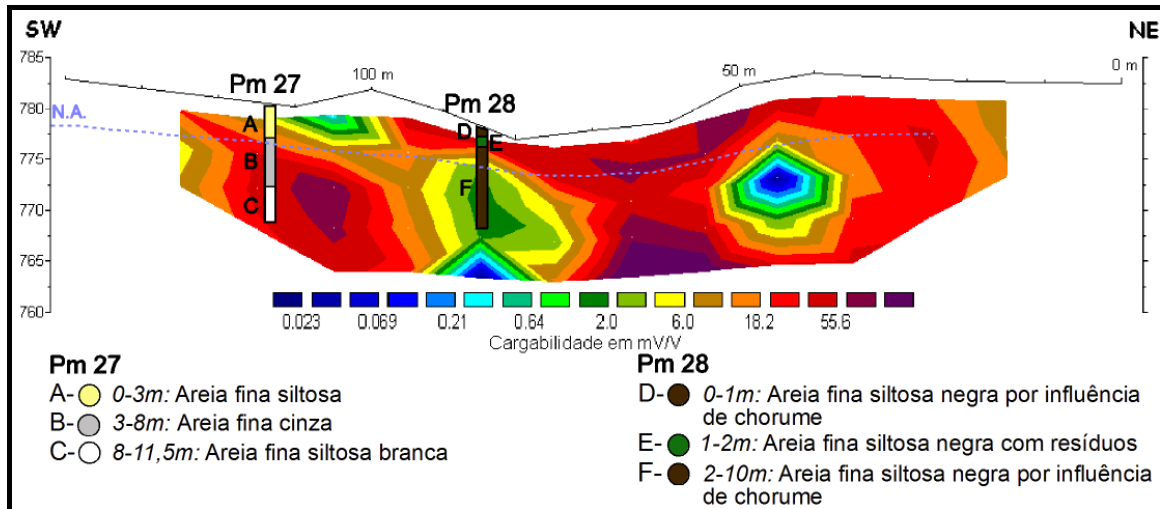 SW
NE
785
780
775
770
765
760
Pm 27
100 m
Pm 28
50 m
0 m
N.A.
A
B
C
D
E
F
0.023 0.069 0.21 0.64 2.0 6.0 18.2 55.6
Cargabilidade em mV/V
Pm 27
A- 0-3m: Areia fina siltosa
B- 3-8m: Areia fina cinza
C- 8-11,5m: Areia fina siltosa branca
Pm 28
D- 0-1m: Areia fina siltosa negra por influência
de chorume
E- 1-2m: Areia fina siltosa negra com resíduos
F- 2-10m: Areia fina siltosa negra por influência
de chorume